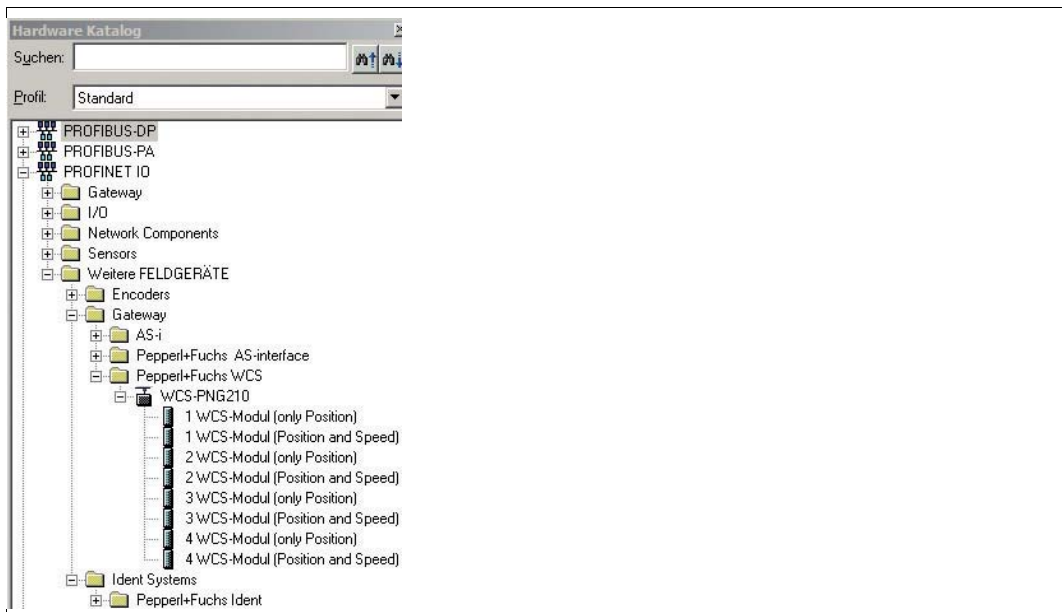 Hardware Katalog
Suchen:
Profil: Standard
PROFIBUS-DP
PROFIBUS-PA
PROFINET IO
Gateway
I/O
Network Components
Sensors
Weitere FELDGERÄTE
Encoders
Gateway
AS-i
Pepperl+Fuchs AS-interface
Pepperl+Fuchs WCS
WCS-PNG210
1 WCS-Modul (only Position)
1 WCS-Modul (Position and Speed)
2 WCS-Modul (only Position)
2 WCS-Modul (Position and Speed)
3 WCS-Modul (only Position)
3 WCS-Modul (Position and Speed)
4 WCS-Modul (only Position)
4 WCS-Modul (Position and Speed)
Ident Systems
Pepperl+Fuchs Ident